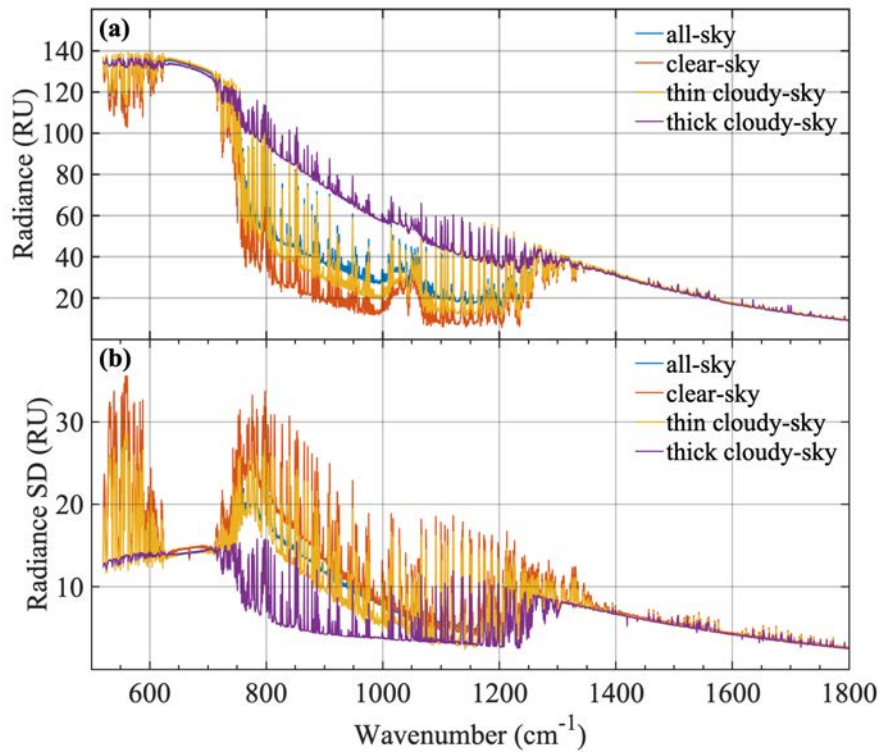 (a)
all-sky
clear-sky
thin cloudy-sky
thick cloudy-sky
140
120
100
80
60
40
20
Radiance (RU)
(b)
all-sky
clear-sky
thin cloudy-sky
thick cloudy-sky
30
20
10
Radiance SD (RU)
600 800 1000 1200 1400 1600 1800
Wavenumber (cm⁻¹)